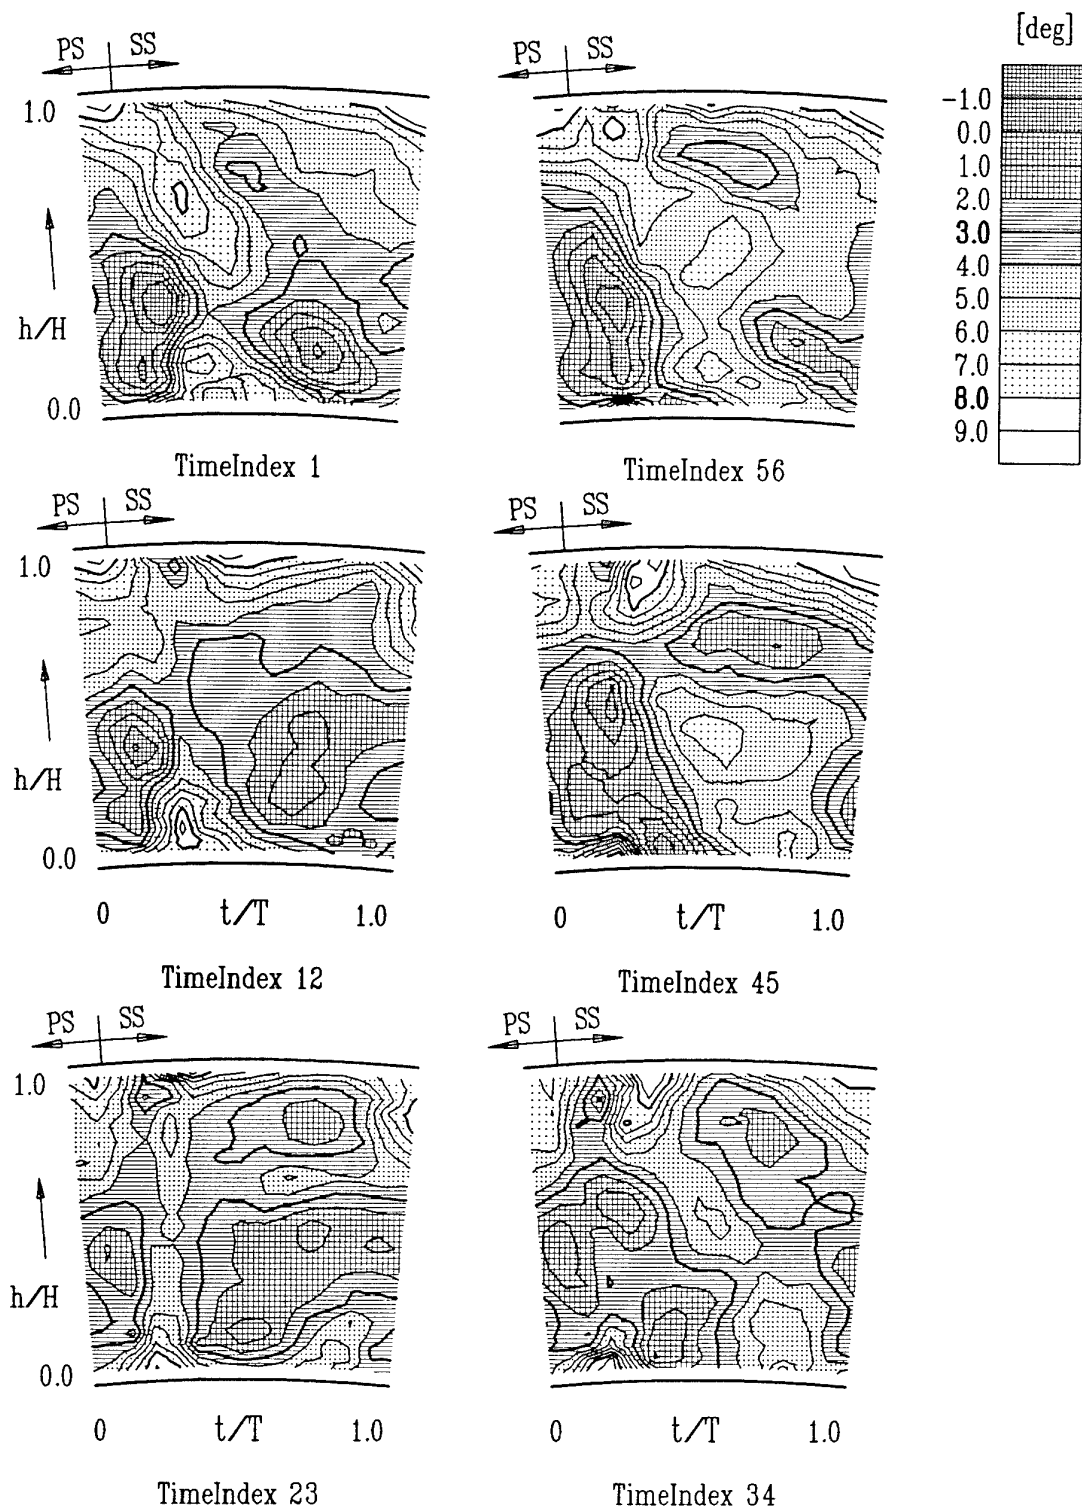 [deg]
PS SS
PS SS
1.0
h/H
0.0
-1.0
0.0
1.0
2.0
3.0
4.0
5.0
6.0
7.0
8.0
9.0
TimeIndex 1
TimeIndex 56
PS SS
PS SS
1.0
h/H
0.0
0 t/T 1.0
0 t/T 1.0
TimeIndex 12
TimeIndex 45
PS SS
PS SS
1.0
h/H
0.0
0 t/T 1.0
0 t/T 1.0
TimeIndex 23
TimeIndex 34